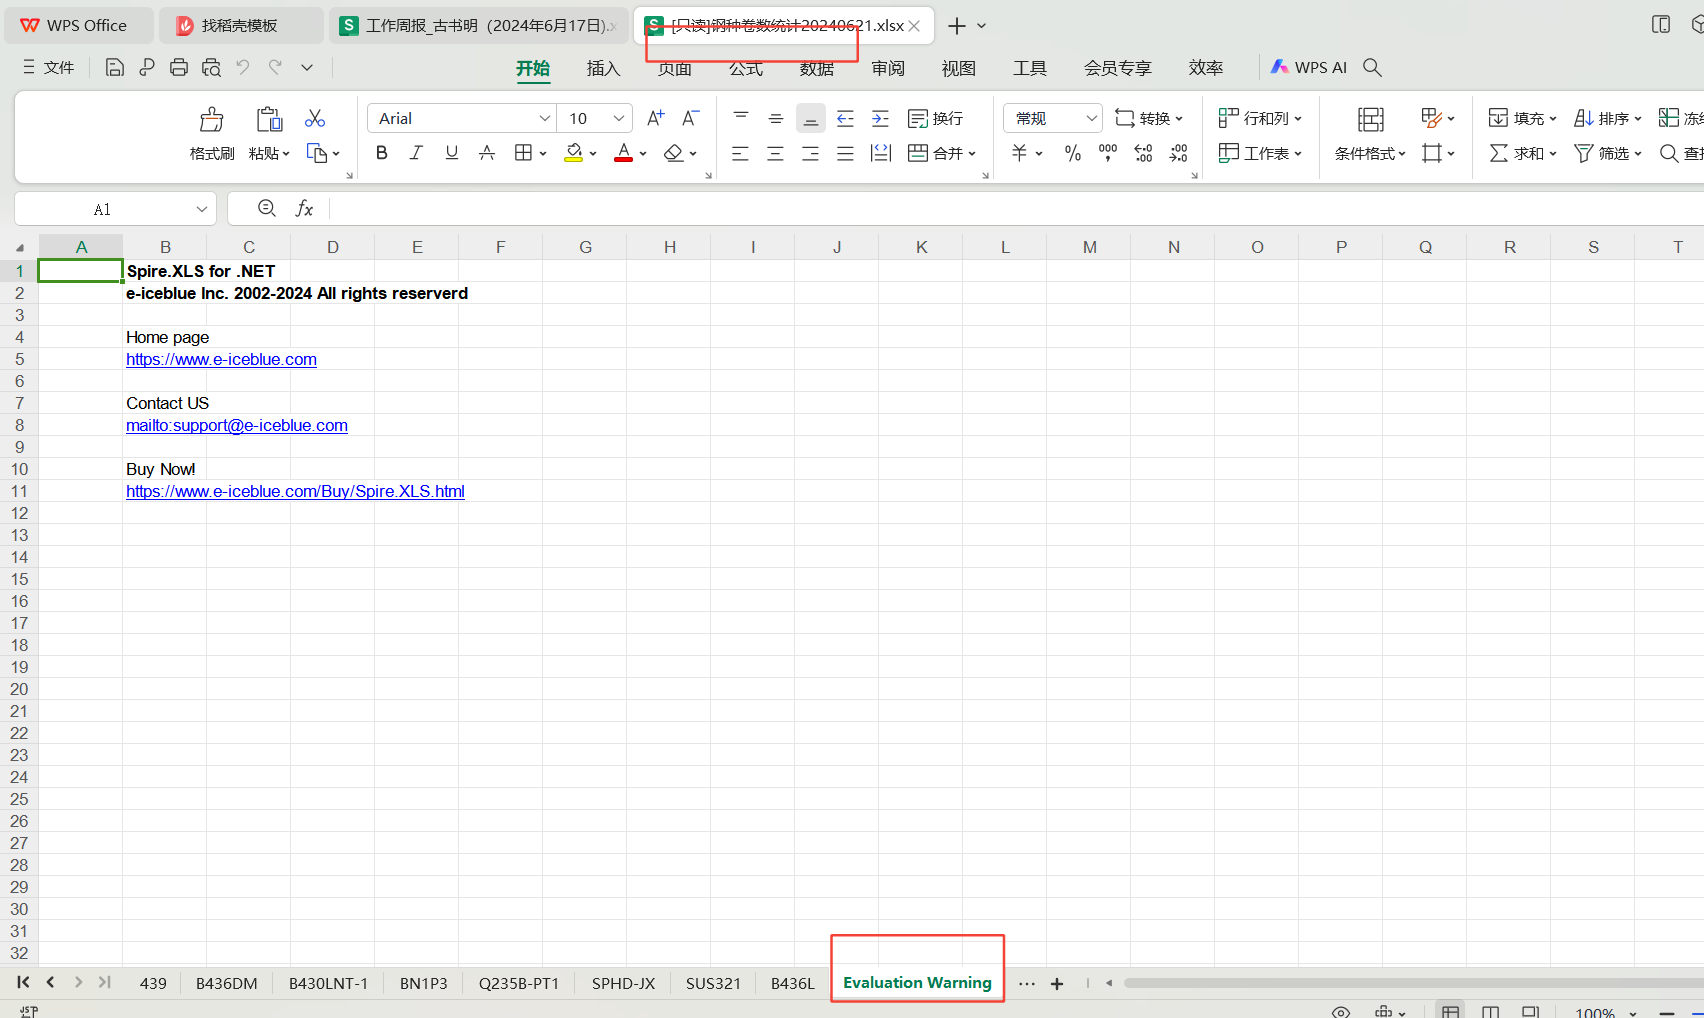 WPS Office
找稻壳模板
工作周报_古书明（2024年6月17日).x
[只读]钢种卷数统计20240621.xlsx
文件
开始
插入
页面
公式
数据
审阅
视图
工具
会员专享
效率
WPS AI
格式刷
粘贴
Arial
10
换行
合并
常规
转换
行和列
工作表
条件格式
填充
排序
冻结
求和
筛选
查找
A1
fx
A B C D E F G H I J K L M N O P Q R S T
1 Spire.XLS for .NET
2 e-iceblue Inc. 2002-2024 All rights reserverd
3
4 Home page
5 https://www.e-iceblue.com
6
7 Contact US
8 mailto:support@e-iceblue.com
9
10 Buy Now!
11 https://www.e-iceblue.com/Buy/Spire.XLS.html
12
13
14
15
16
17
18
19
20
21
22
23
24
25
26
27
28
29
30
31
32
439 B436DM B430LNT-1 BN1P3 Q235B-PT1 SPHD-JX SUS321 B436L Evaluation Warning
100%